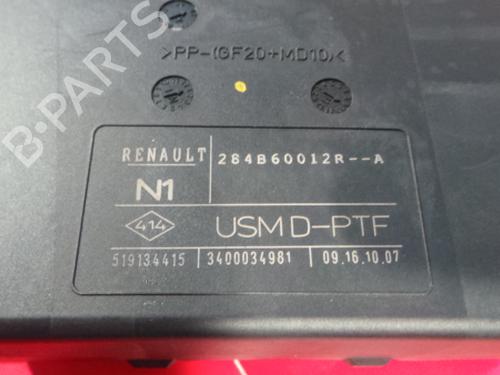 B-PARTS
>PP-(GF20+MD10)<
RENAULT 284B60012R--A
N1
414 USM D-PTF
519134415 3400034981 09.16.10.07